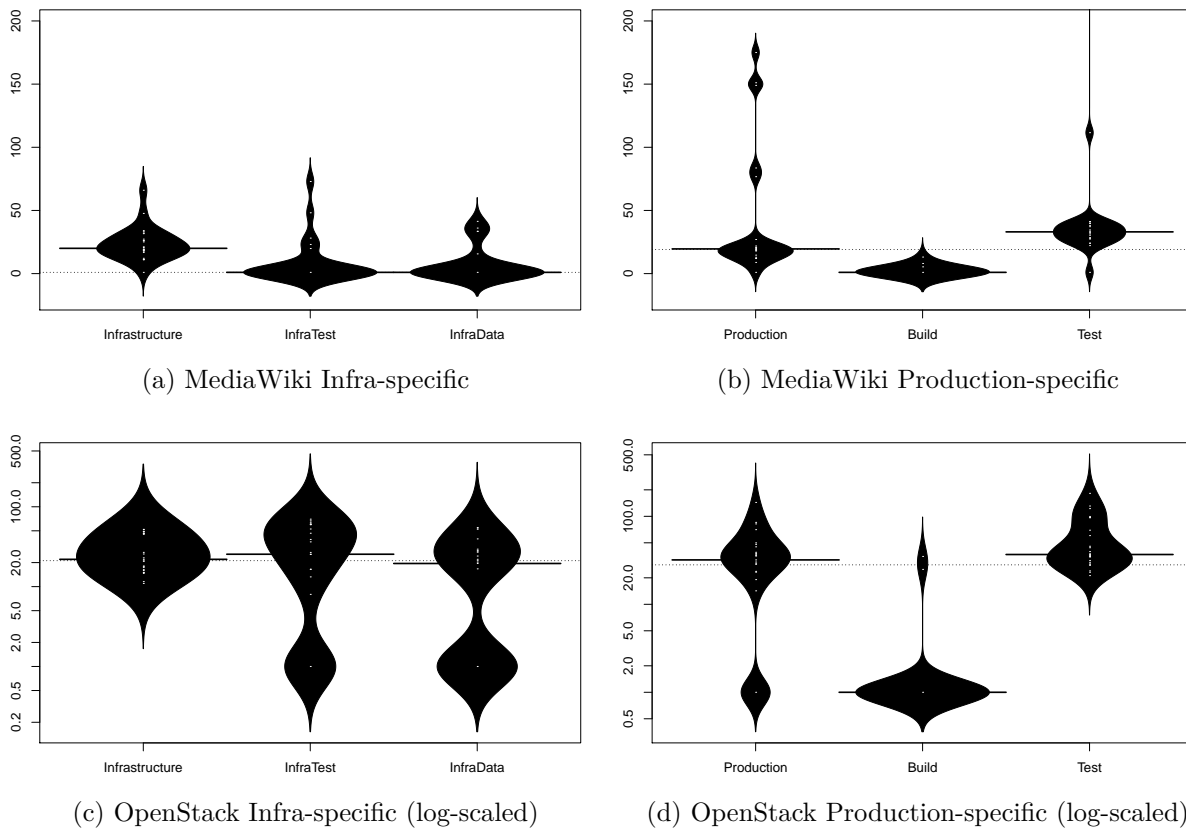 200
150
100
50
0
Infrastructure InfraTest InfraData
(a) MediaWiki Infra-specific
200
150
100
50
0
Production Build Test
(b) MediaWiki Production-specific
500.0
100.0
20.0
5.0
2.0
0.5
0.2
Infrastructure InfraTest InfraData
(c) OpenStack Infra-specific (log-scaled)
500.0
100.0
20.0
5.0
2.0
0.5
Production Build Test
(d) OpenStack Production-specific (log-scaled)